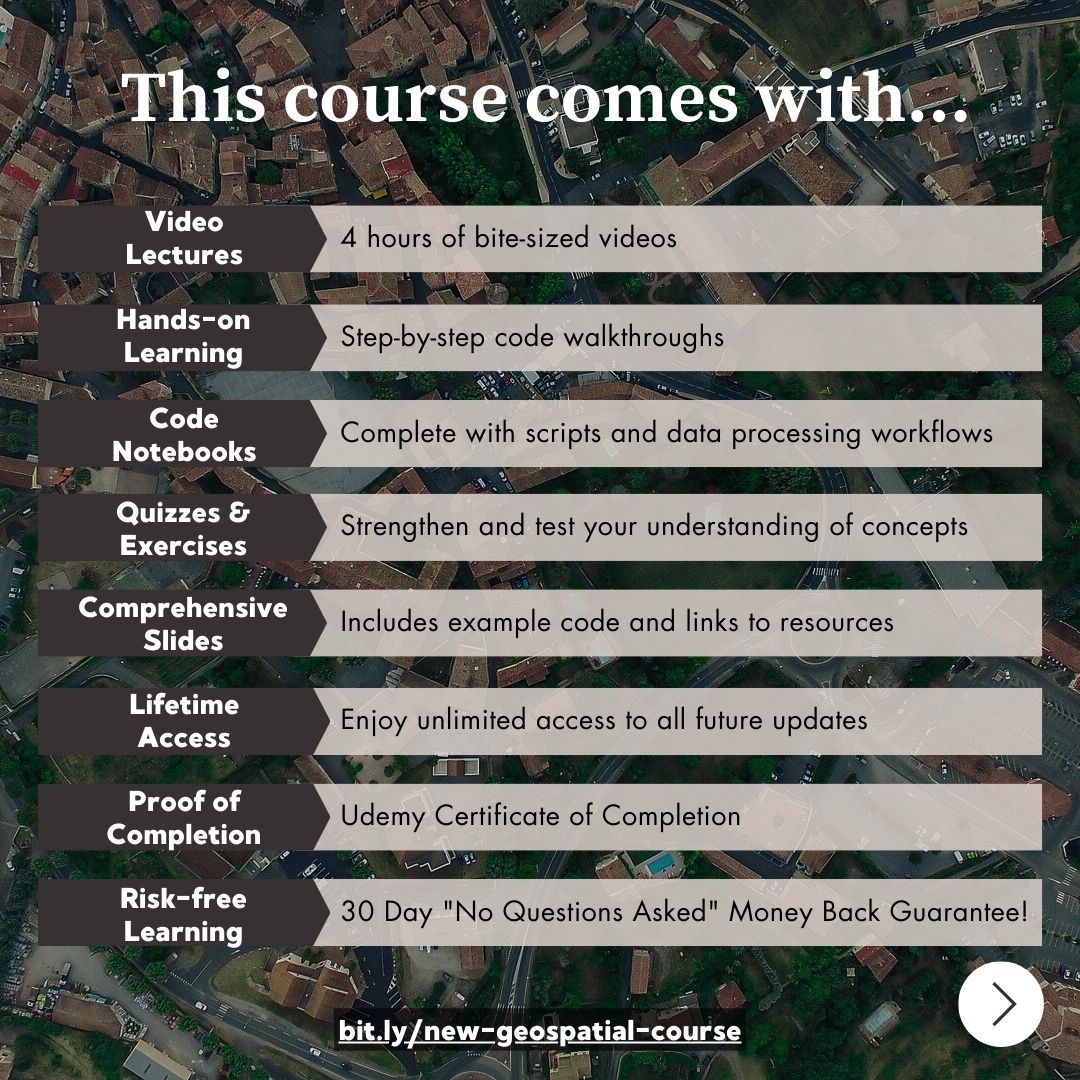 This course comes with...
Video
Lectures
4 hours of bite-sized videos
Hands-on
Learning
Step-by-step code walkthroughs
Code
Notebooks
Complete with scripts and data processing workflows
Quizzes &
Exercises
Strengthen and test your understanding of concepts
Comprehensive
Slides
Includes example code and links to resources
Lifetime
Access
Enjoy unlimited access to all future updates
Proof of
Completion
Udemy Certificate of Completion
Risk-free
Learning
30 Day "No Questions Asked" Money Back Guarantee!
bit.ly/new-geospatial-course